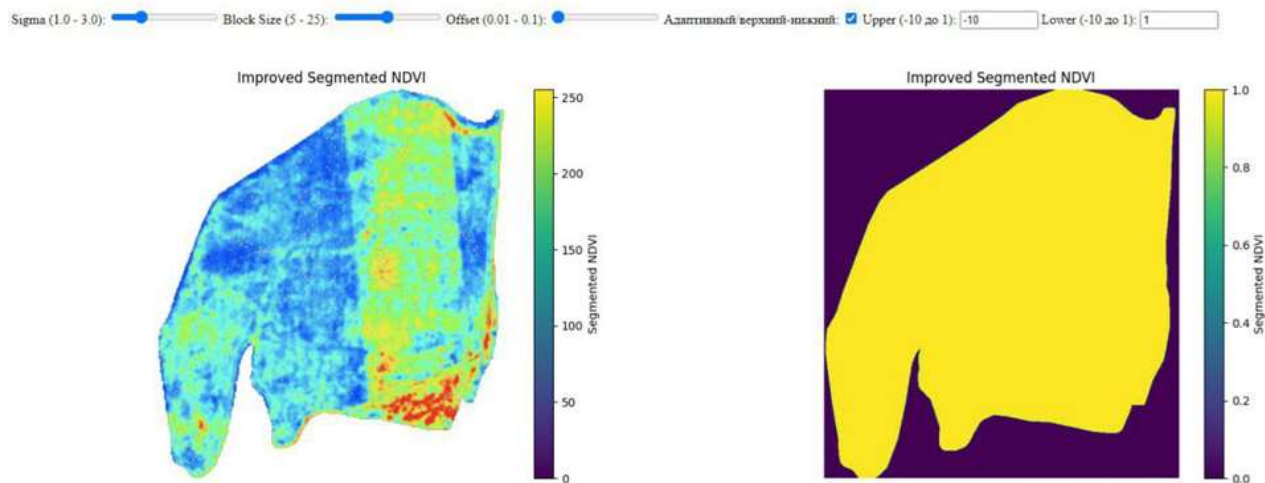 Sigma (1.0 - 3.0): Block Size (5 - 25): Offset (0.01 - 0.1): Адаптивный/верхний-нижний: Upper (-10 до 1): -10 Lower (-10 до 1): 1
Improved Segmented NDVI
250
200
150
100
50
0
Segmented NDVI
Improved Segmented NDVI
1.0
0.8
0.6
0.4
0.2
0.0
Segmented NDVI